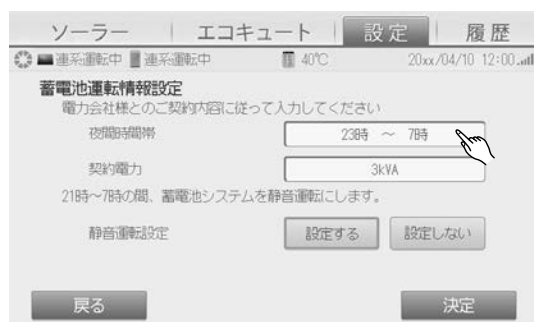 ソーラー エコキュート 設定 履歴
連系運転中 連系運転中 40℃ 20xx/04/10 12:00
蓄電池運転情報設定
電力会社様とのご契約内容に従って入力してください
夜間時間帯 23時 ～ 7時
契約電力 3kVA
21時～7時の間、蓄電池システムを静音運転にします。
静音運転設定 設定する 設定しない
戻る 決定